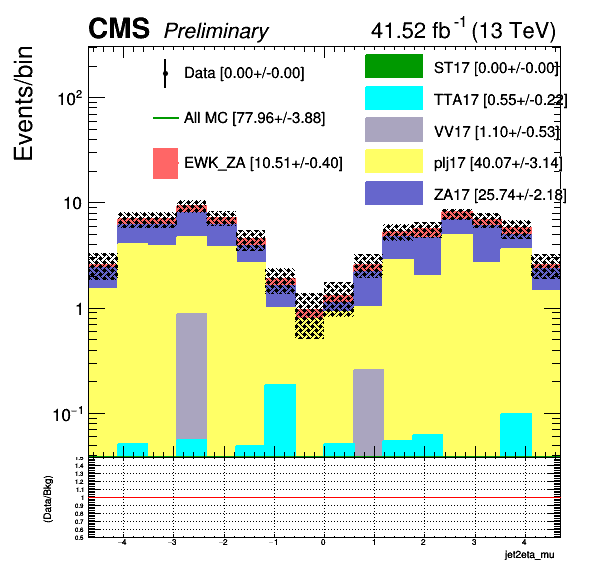 CMS Preliminary 41.52 fb⁻¹ (13 TeV)
Events/bin
10²
10
1
10⁻¹
Data [0.00+/-0.00]
All MC [77.96+/-3.88]
EWK_ZA [10.51+/-0.40]
ST17 [0.00+/-0.00]
TTA17 [0.55+/-0.22]
VV17 [1.10+/-0.53]
plj17 [40.07+/-3.14]
ZA17 [25.74+/-2.18]
(Data/Bkg)
1.5
1.4
1.3
1.2
1.1
1
0.9
0.8
0.7
0.6
0.5
−4 −3 −2 −1 0 1 2 3 4
jet2eta_mu